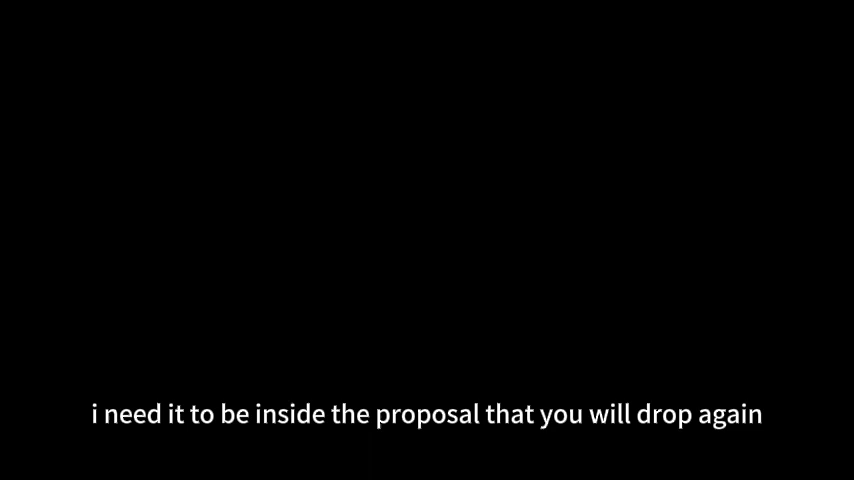 i need it to be inside the proposal that you will drop again